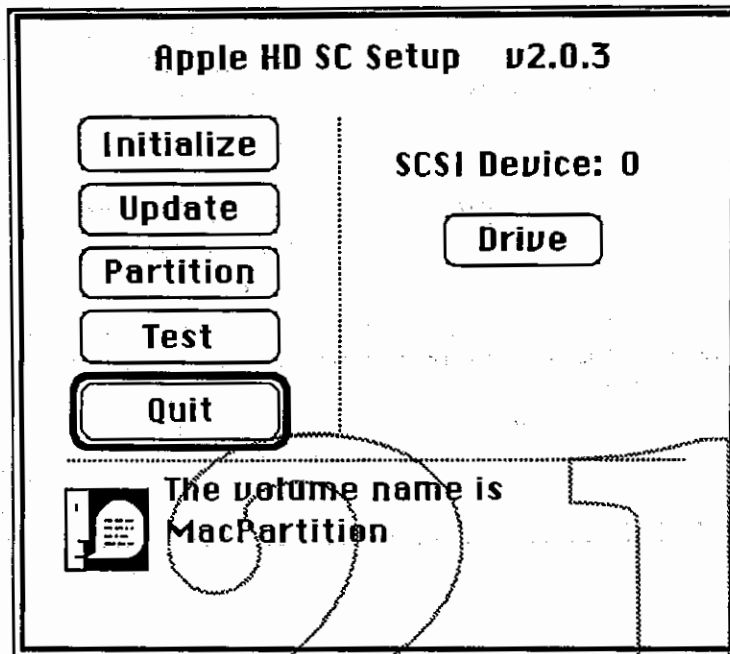 Apple HD SC Setup v2.0.3
Initialize
Update
Partition
Test
Quit
SCSI Device: 0
Drive
The volume name is
MacPartition